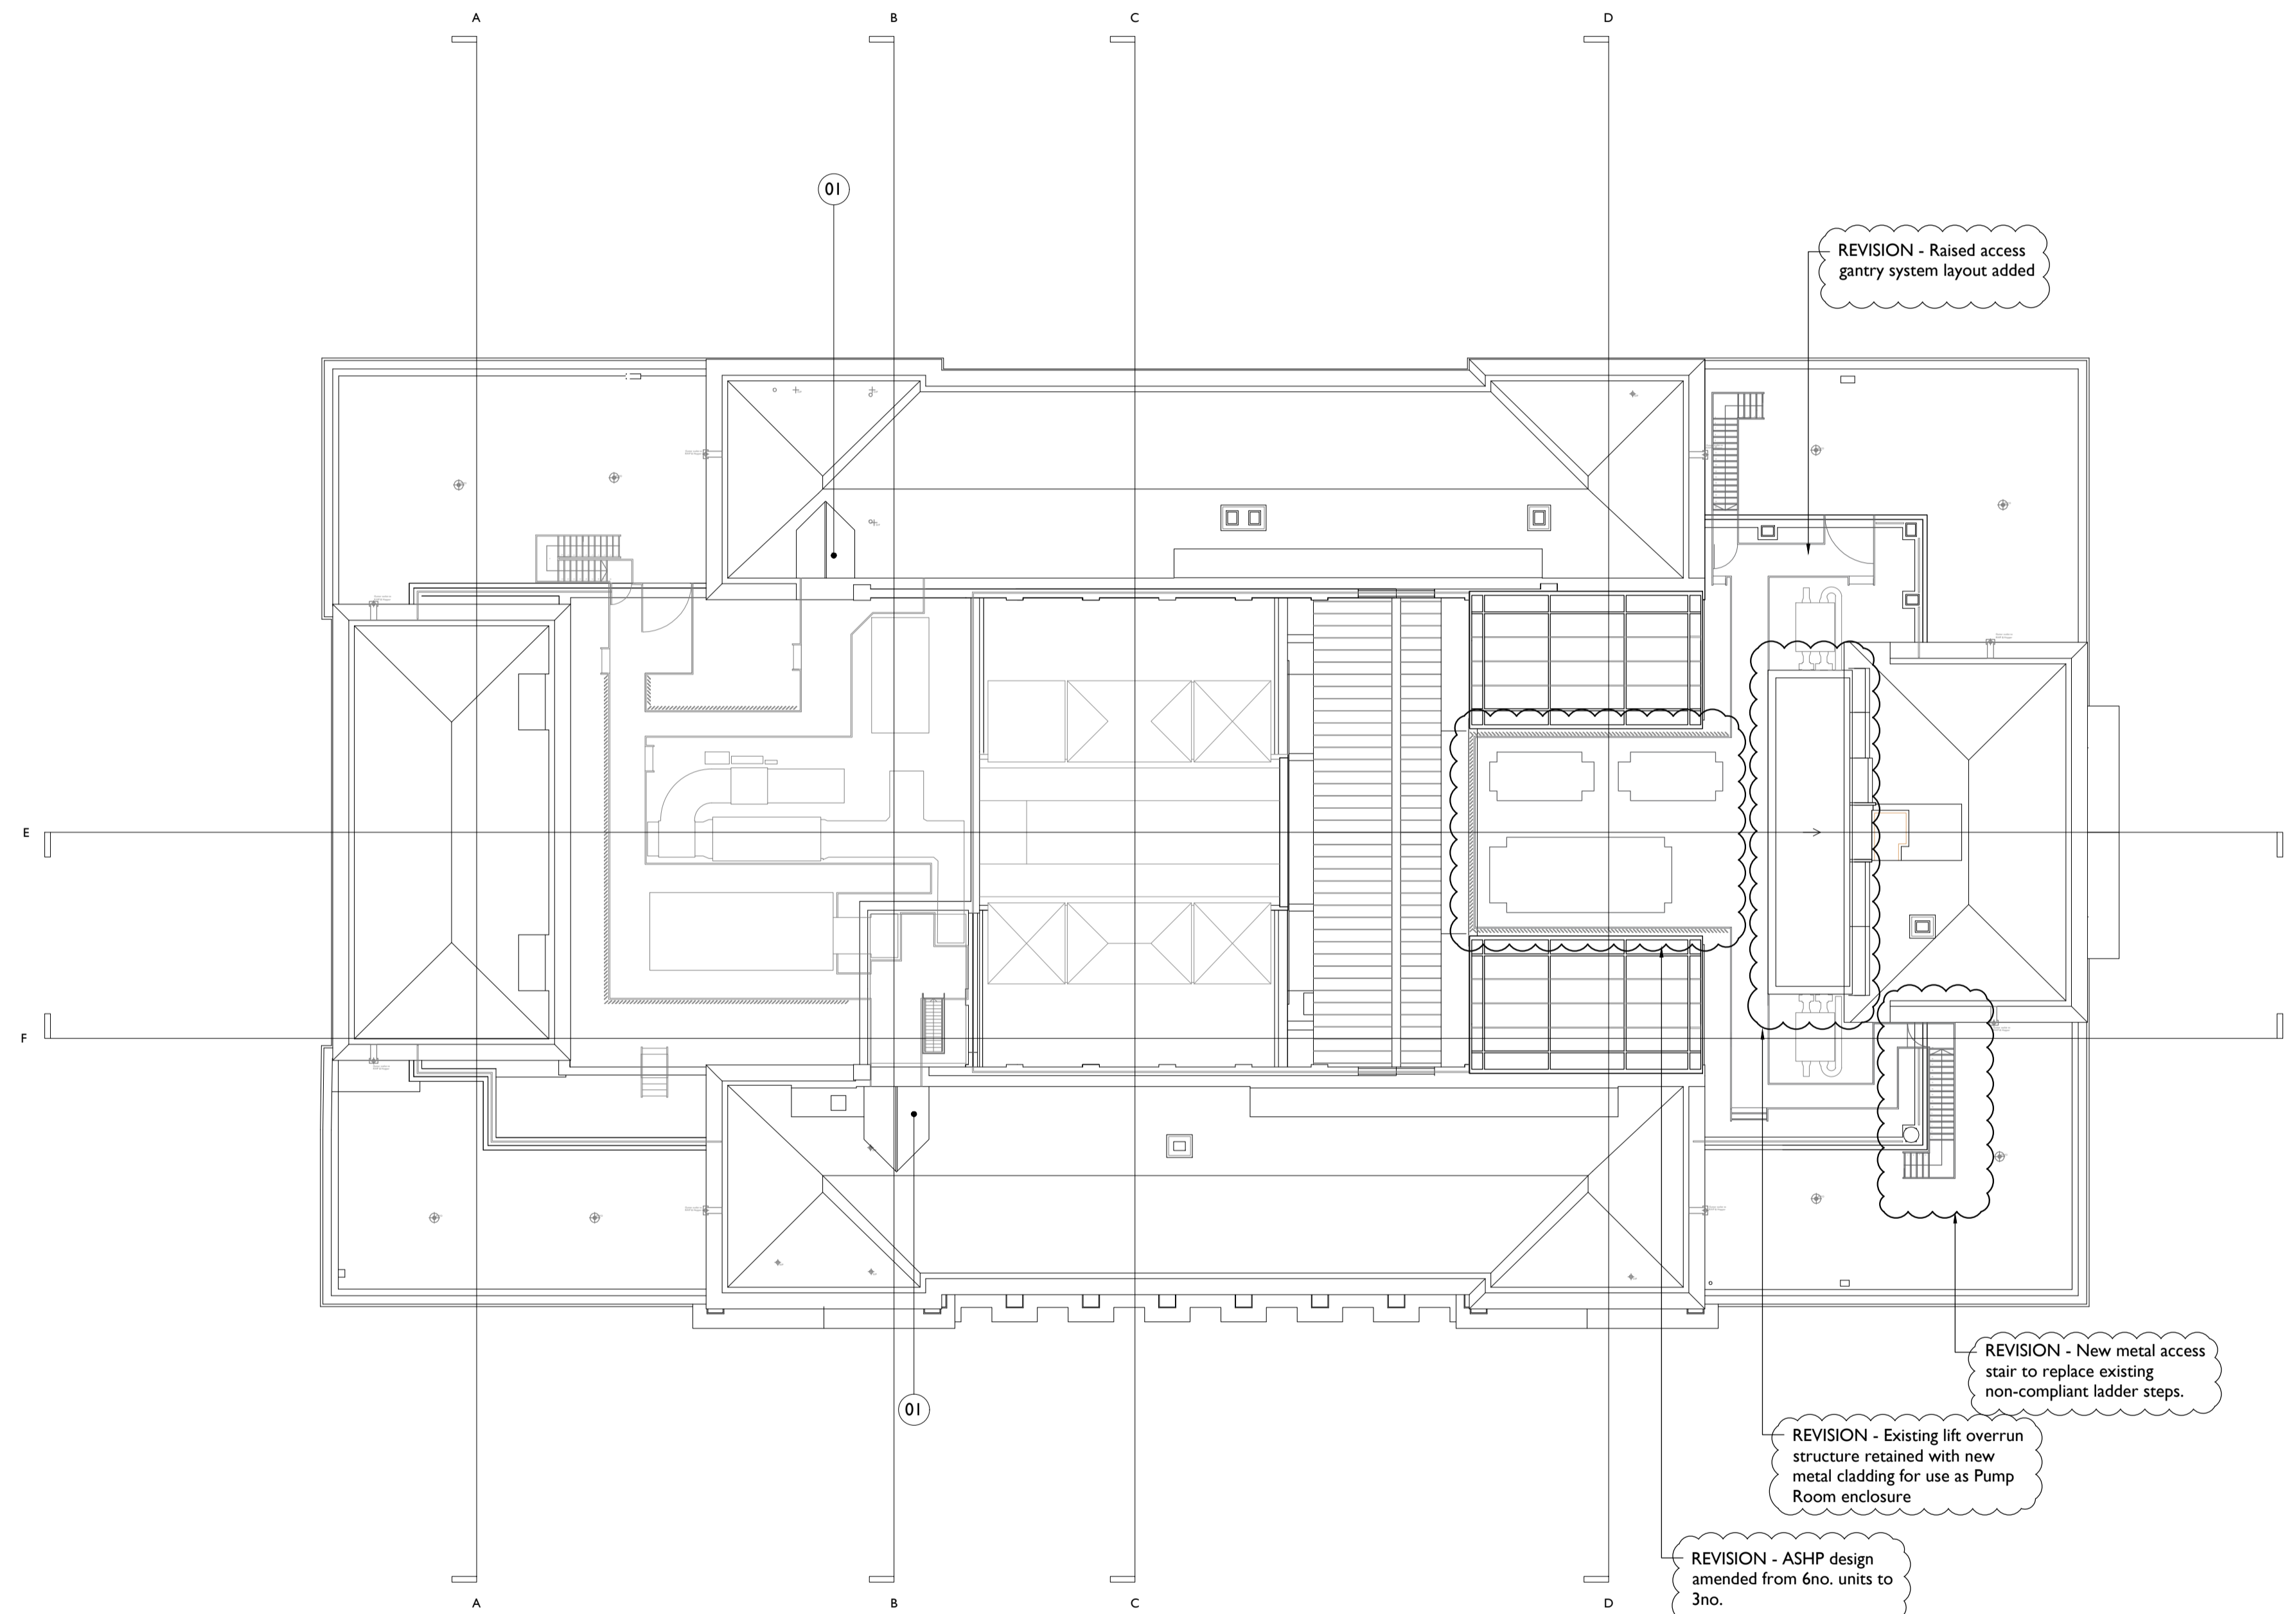 A
B
C
D
01
REVISION - Raised access
gantry system layout added
E
F
REVISION - New metal access
stair to replace existing
non-compliant ladder steps.
01
REVISION - Existing lift overrun
structure retained with new
metal cladding for use as Pump
Room enclosure
REVISION - ASHP design
amended from 6no. units to
3no.
A
B
C
D